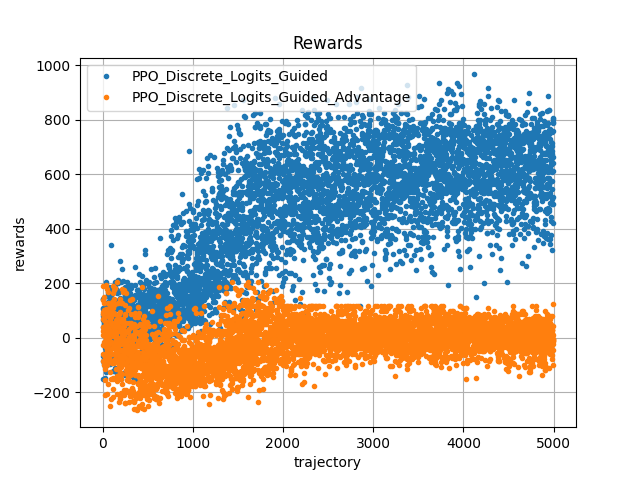 Rewards
PPO_Discrete_Logits_Guided
PPO_Discrete_Logits_Guided_Advantage
rewards
1000
800
600
400
200
0
−200
0
1000
2000
3000
4000
5000
trajectory